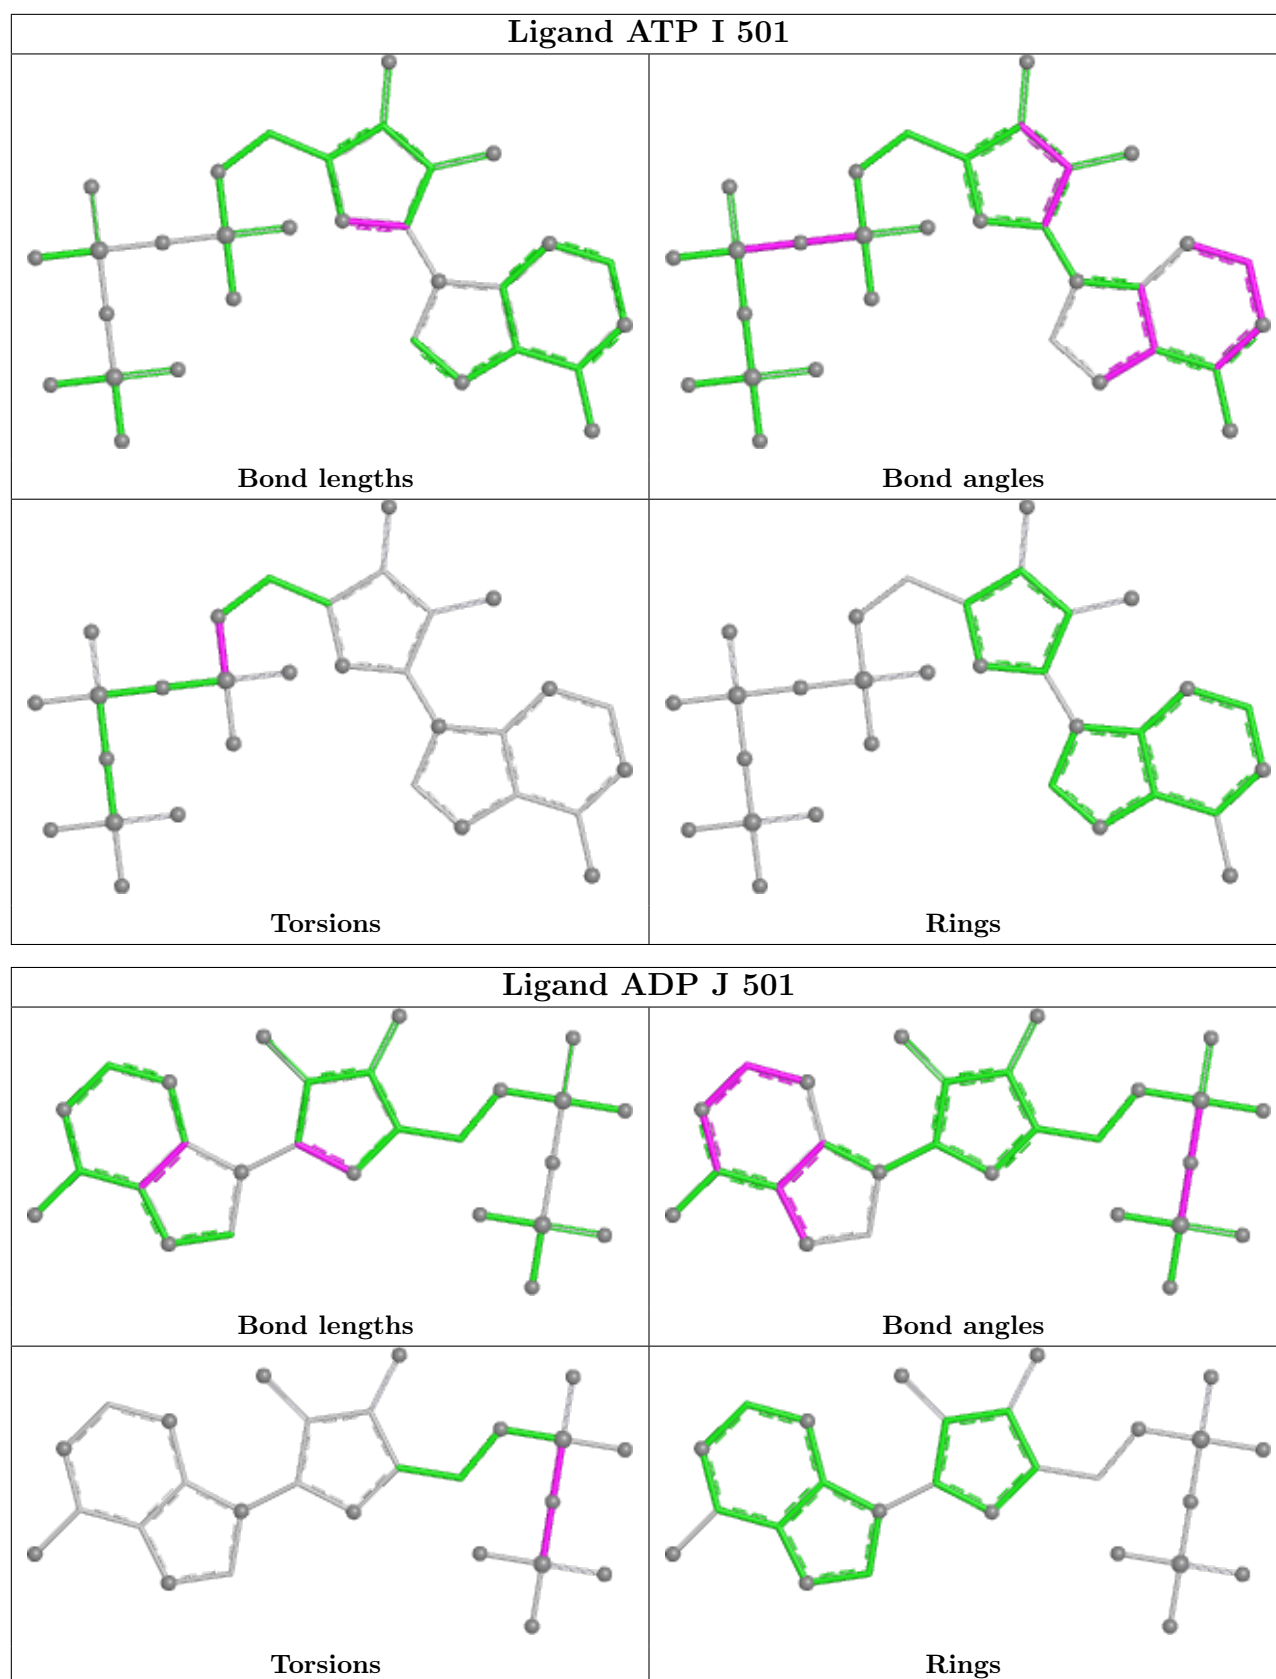 Ligand ATP I 501
Bond lengths
Bond angles
Torsions
Rings
Ligand ADP J 501
Bond lengths
Bond angles
Torsions
Rings